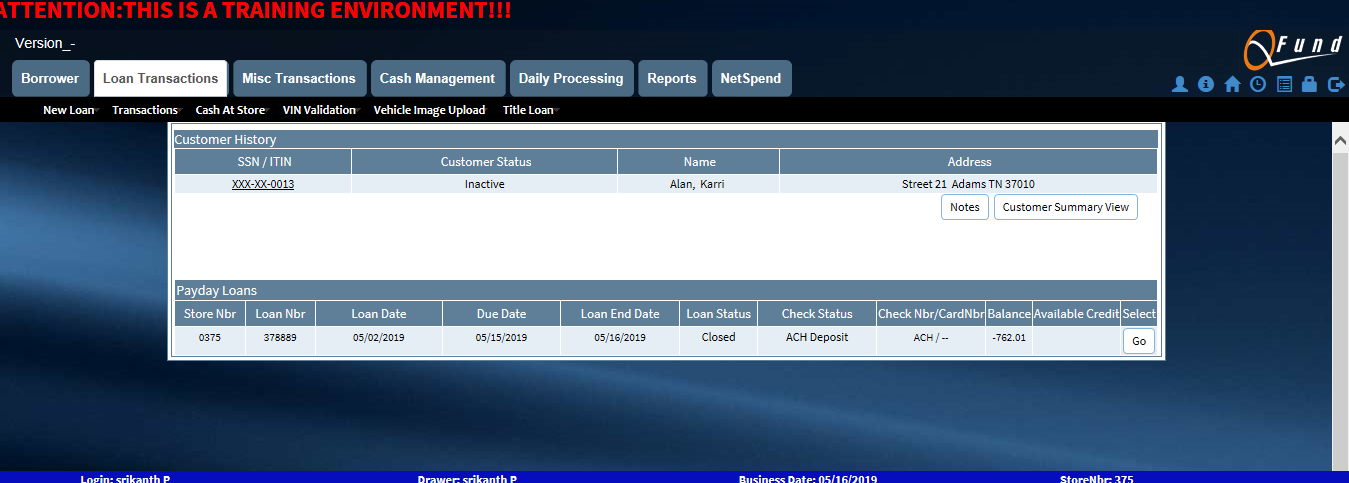 ATTENTION:THIS IS A TRAINING ENVIRONMENT!!!
Version_-
QFund
Borrower Loan Transactions Misc Transactions Cash Management Daily Processing Reports NetSpend
New Loan Transactions Cash At Store VIN Validation Vehicle Image Upload Title Loan
Customer History
SSN / ITIN Customer Status Name Address
XXX-XX-0013 Inactive Alan, Karri Street 21 Adams TN 37010
Notes Customer Summary View
Payday Loans
Store Nbr Loan Nbr Loan Date Due Date Loan End Date Loan Status Check Status Check Nbr/CardNbr Balance Available Credit Select
0375 378889 05/02/2019 05/15/2019 05/16/2019 Closed ACH Deposit ACH / -- -762.01 Go
Login: srikanth P Drawer: srikanth P Business Date: 05/16/2019 StoreNbr: 375